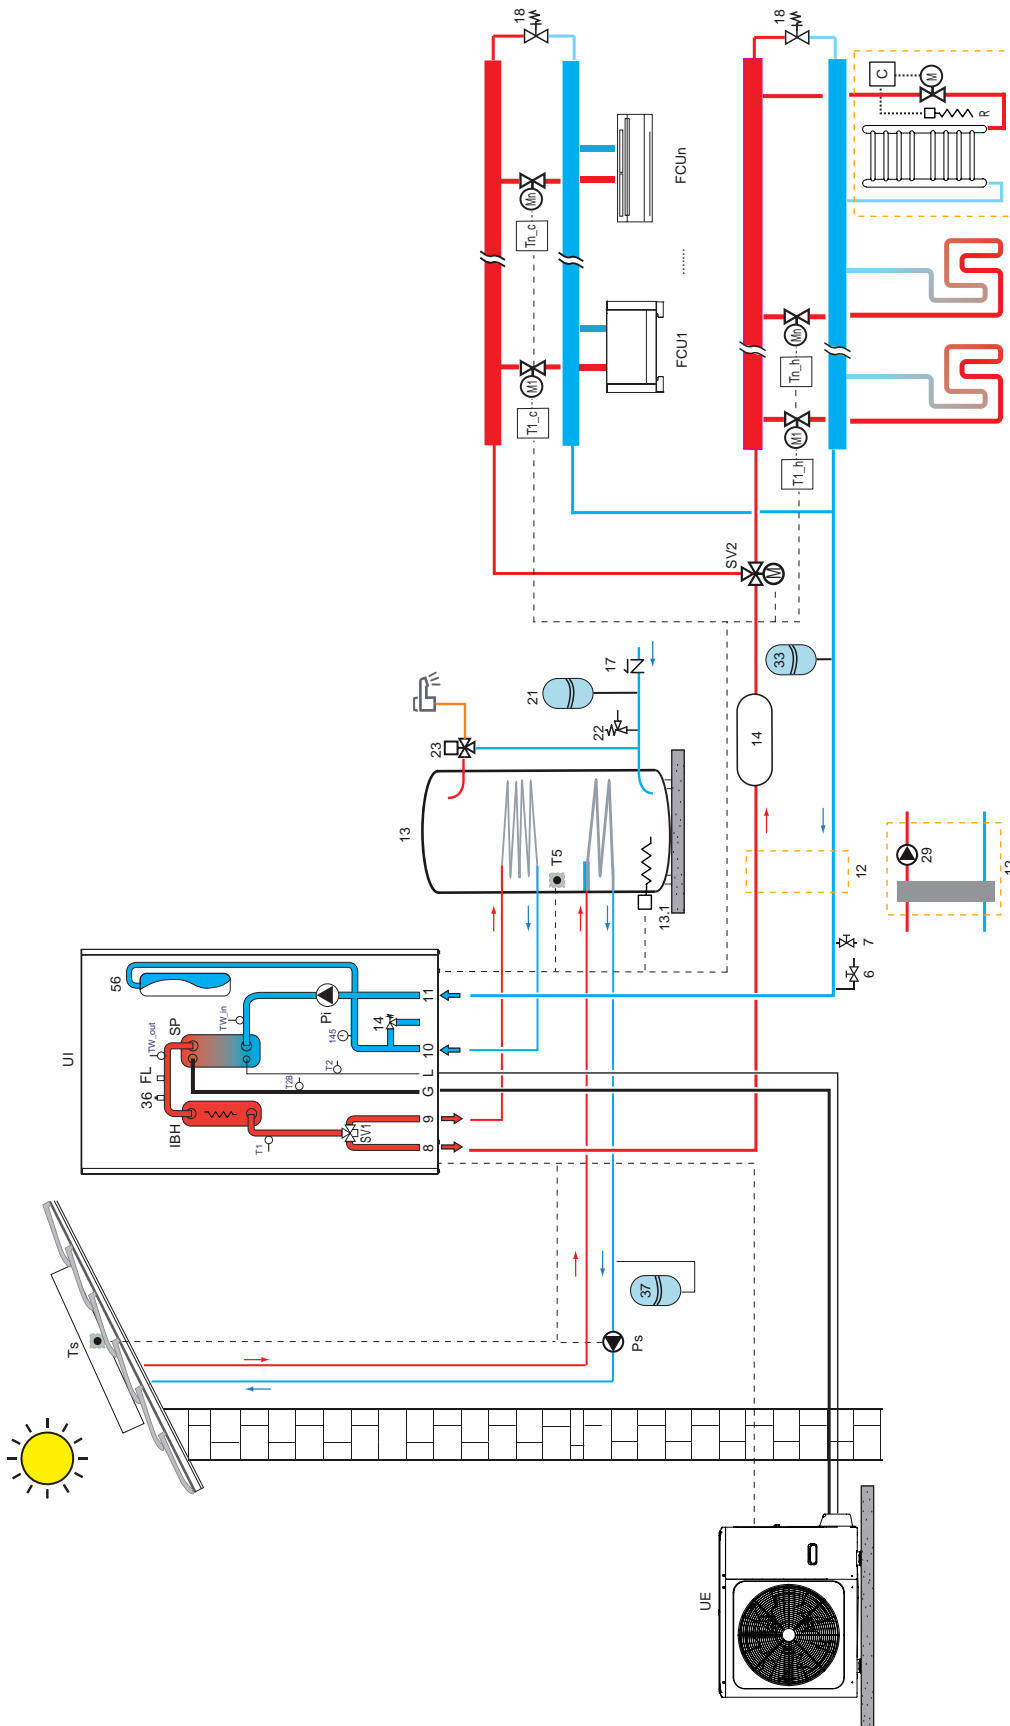 Ts
UE
UI
56
36
FL
TW_out
SP
TW_in
IBH
T1
SV1
T2B
T2
145
14
Pi
8
9
G
L
10
11
Ps
37
13
T5
13.1
23
21
22
17
14
33
12
29
12
6
7
SV2
18
M1
T1_c
Mn
Tn_c
FCU1
........
FCUn
18
M
M1
T1_h
Mn
Tn_h
C
M
R